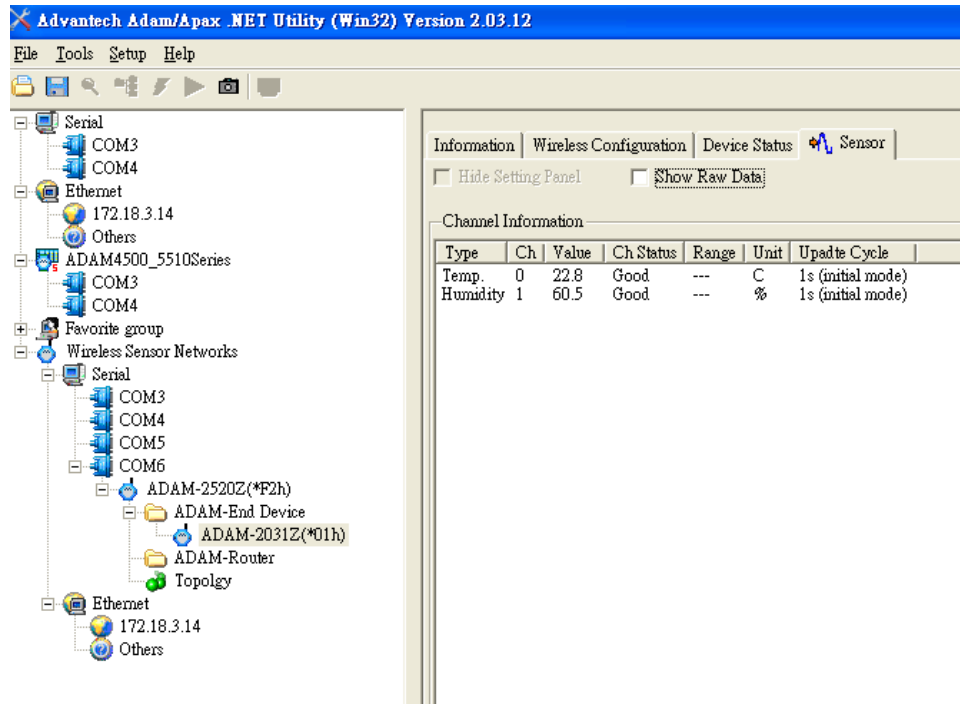 Advantech Adam/Apax .NET Utility (Win32) Version 2.03.12
File Tools Setup Help
Serial
COM3
COM4
Ethernet
172.18.3.14
Others
ADAM4500_5510Series
COM3
COM4
Favorite group
Wireless Sensor Networks
Serial
COM3
COM4
COM5
COM6
ADAM-2520Z(*F2h)
ADAM-End Device
ADAM-2031Z(*01h)
ADAM-Router
Topolgy
Ethernet
172.18.3.14
Others
Information Wireless Configuration Device Status Sensor
Hide Setting Panel Show Raw Data
Channel Information
Type Ch Value Ch Status Range Unit Upadte Cycle
Temp. 0 22.8 Good --- C 1s (initial mode)
Humidity 1 60.5 Good --- % 1s (initial mode)